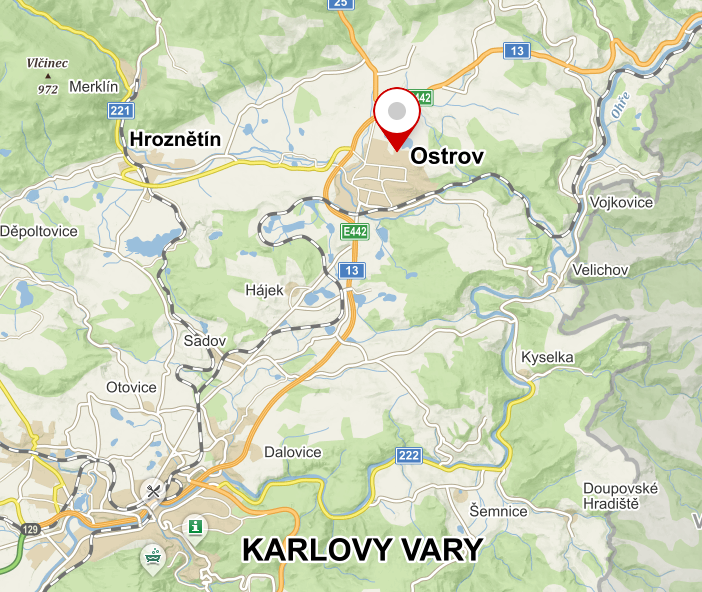 25
13
Vlčinec
972
Merklín
E442
221
Ohře
Hroznětín
Ostrov
Vojkovice
Děpoltovice
E442
13
Velichov
Hájek
Sadov
Kyselka
Otovice
Dalovice
222
Doupovské
Hradiště
Šemnice
129
KARLOVY VARY
V